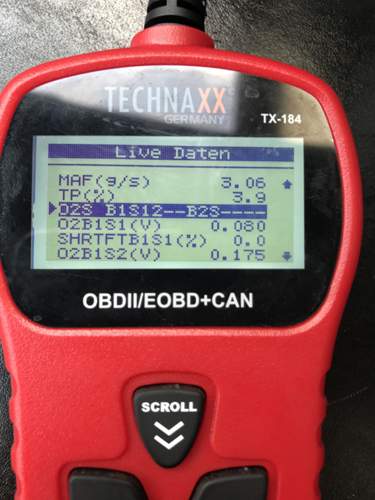 TECHNAXX
GERMANY
TX-184
Live Daten
MAF(g/s) 3.06
TP(%) 3.9
O2S B1S12--B2S----
O2B1S1(V) 0.080
SHRTFTB1S1(%) 0.0
O2B1S2(V) 0.175
OBDII/EOBD+CAN
SCROLL